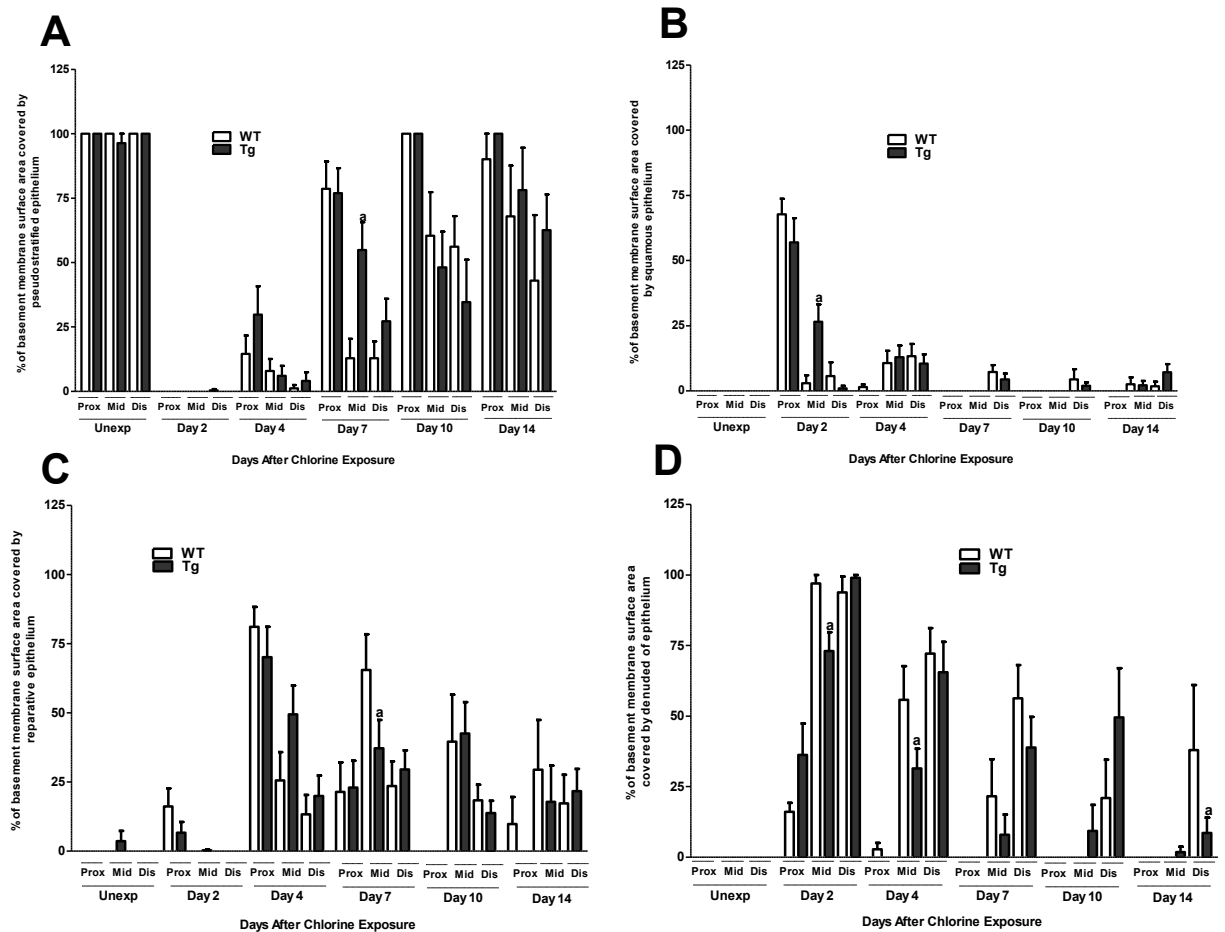 A
% of basement membrane surface area covered by
pseudostratified epithelium
125
100
75
50
25
0
WT
Tg
a
Prox Mid Dis Prox Mid Dis Prox Mid Dis Prox Mid Dis Prox Mid Dis Prox Mid Dis
Unexp Day 2 Day 4 Day 7 Day 10 Day 14
Days After Chlorine Exposure
B
% of basement membrane surface area covered
by squamous epithelium
125
100
75
50
25
0
WT
Tg
a
Prox Mid Dis Prox Mid Dis Prox Mid Dis Prox Mid Dis Prox Mid Dis Prox Mid Dis
Unexp Day 2 Day 4 Day 7 Day 10 Day 14
Days After Chlorine Exposure
C
% of basement membrane surface area covered by
reparative epithelium
125
100
75
50
25
0
WT
Tg
a
Prox Mid Dis Prox Mid Dis Prox Mid Dis Prox Mid Dis Prox Mid Dis Prox Mid Dis
Unexp Day 2 Day 4 Day 7 Day 10 Day 14
Days After Chlorine Exposure
D
% of basement membrane surface area
covered by denuded of epithelium
125
100
75
50
25
0
WT
Tg
a
a
a
Prox Mid Dis Prox Mid Dis Prox Mid Dis Prox Mid Dis Prox Mid Dis Prox Mid Dis
Unexp Day 2 Day 4 Day 7 Day 10 Day 14
Days After Chlorine Exposure